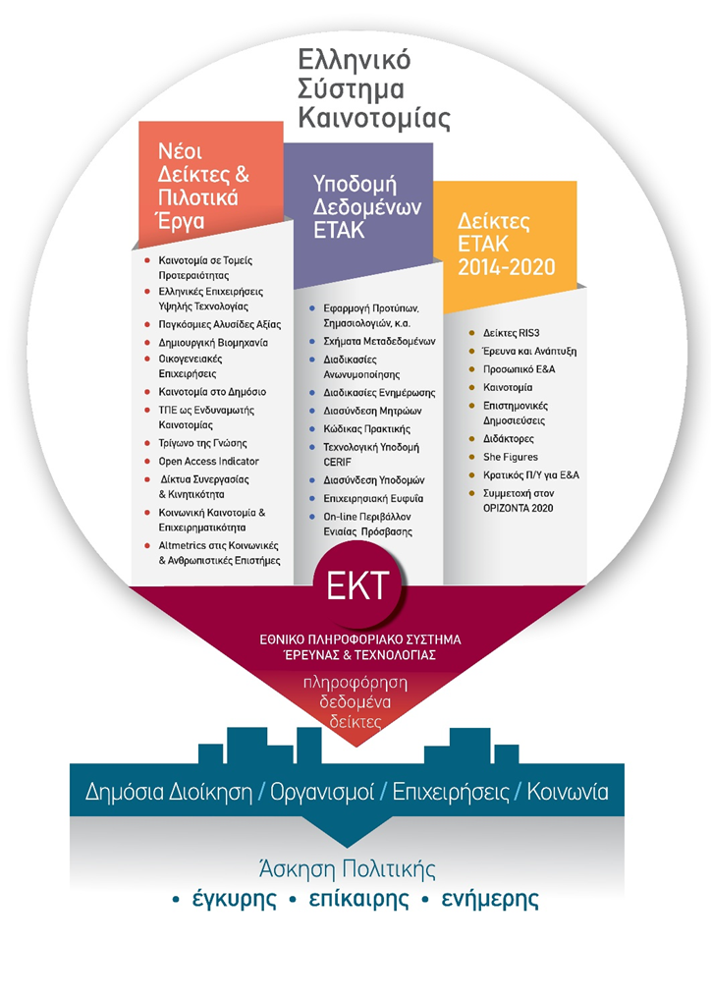 Ελληνικό
Σύστημα
Καινοτομίας
Νέοι
Δείκτες &
Πιλοτικά
Έργα
• Καινοτομία σε Τομείς
Προτεραιότητας
• Ελληνικές Επιχειρήσεις
Υψηλής Τεχνολογίας
• Παγκόσμιες Αλυσίδες Αξίας
• Δημιουργική Βιομηχανία
• Οικογενειακές
Επιχειρήσεις
• Καινοτομία στο Δημόσιο
• ΤΠΕ ως Ενδυναμωτής
Καινοτομίας
• Τρίγωνο της Γνώσης
• Open Access Indicator
• Δίκτυα Συνεργασίας
& Κινητικότητα
• Κοινωνική Καινοτομία &
Επιχειρηματικότητα
• Altmetrics στις Κοινωνικές
& Ανθρωπιστικές Επιστήμες
Υποδομή
Δεδομένων
ΕΤΑΚ
• Εφαρμογή Προτύπων,
Σημασιολογιών, κ.α.
• Σχήματα Μεταδεδομένων
• Διαδικασίες
Ανωνυμοποίησης
• Διαδικασίες Ενημέρωσης
• Διασύνδεση Μητρώων
• Κώδικας Πρακτικής
• Τεχνολογική Υποδομή
CERIF
• Διασύνδεση Υποδομών
• Επιχειρησιακή Ευφυΐα
• On-line Περιβάλλον
Ενιαίας Πρόσβασης
Δείκτες
ΕΤΑΚ
2014-2020
• Δείκτες RIS3
• Έρευνα και Ανάπτυξη
• Προσωπικό Ε&Α
• Καινοτομία
• Επιστημονικές
Δημοσιεύσεις
• Διδάκτορες
• She Figures
• Κρατικός Π/Υ για Ε&Α
• Συμμετοχή στον
ΟΡΙΖΟΝΤΑ 2020
ΕΚΤ
ΕΘΝΙΚΟ ΠΛΗΡΟΦΟΡΙΑΚΟ ΣΥΣΤΗΜΑ
ΈΡΕΥΝΑΣ & ΤΕΧΝΟΛΟΓΙΑΣ
πληροφόρηση
δεδομένα
δείκτες
Δημόσια Διοίκηση / Οργανισμοί / Επιχειρήσεις / Κοινωνία
Άσκηση Πολιτικής
• έγκυρης • επίκαιρης • ενήμερης